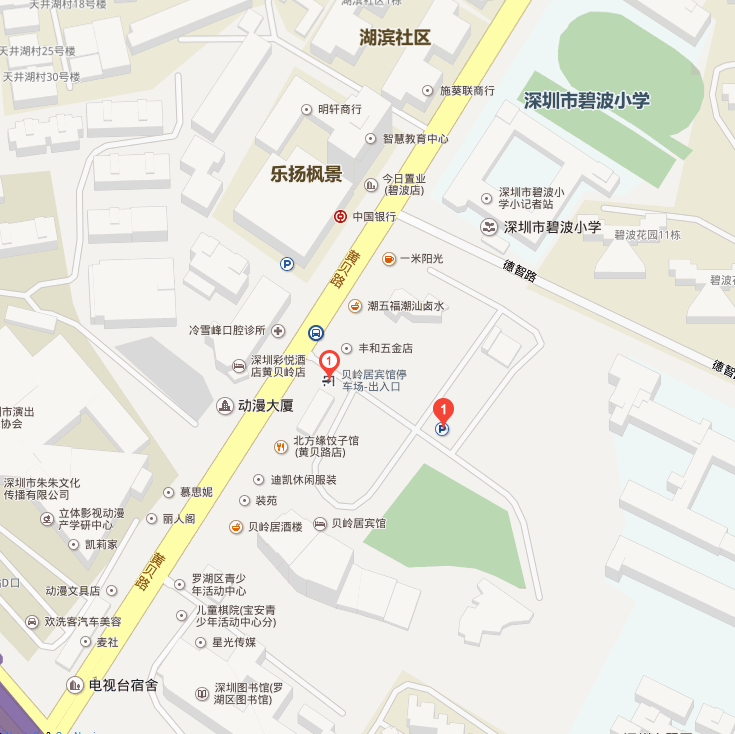 天井湖村18号楼
湖滨社区
天井湖村25号楼
天井湖村30号楼
施葵联商行
深圳市碧波小学
明轩商行
智慧教育中心
乐扬枫景
今日置业
(碧波店)
深圳市碧波小
学小记者站
中国银行
深圳市碧波小学
碧波花园11栋
黄贝路
一米阳光
德智路
碧波花
P
潮五福潮汕卤水
冷雪峰口腔诊所
丰和五金店
深圳彩悦酒
店黄贝岭店
1
贝岭居宾馆停
车场-出入口
德智路
动漫大厦
1
P
市演出
协会
北方缘饺子馆
(黄贝路店)
迪凯休闲服装
深圳市朱朱文化
传播有限公司
慕思妮
装苑
立体影视动漫
产学研中心
丽人阁
贝岭居酒楼
贝岭居宾馆
凯莉家
黄贝路
D口
动漫文具店
罗湖区青少
年活动中心
欢洗客汽车美容
儿童棋院(宝安青
少年活动中心分)
麦社
星光传媒
电视台宿舍
深圳图书馆(罗
湖区图书馆)